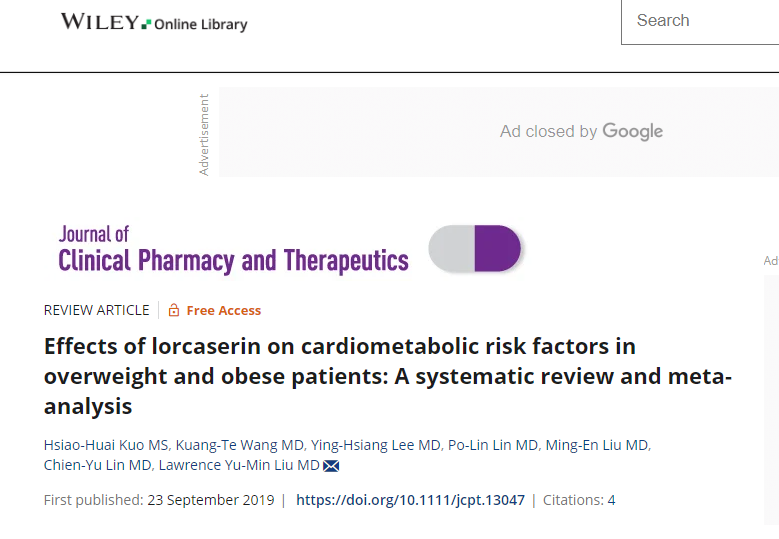 WILEY Online Library
Search
Advertisement
Ad closed by Google
Journal of
Clinical Pharmacy and Therapeutics
Ad
REVIEW ARTICLE Free Access
Effects of lorcaserin on cardiometabolic risk factors in
overweight and obese patients: A systematic review and meta-
analysis
Hsiao-Huai Kuo MS, Kuang-Te Wang MD, Ying-Hsiang Lee MD, Po-Lin Lin MD, Ming-En Liu MD,
Chien-Yu Lin MD, Lawrence Yu-Min Liu MD
First published: 23 September 2019 | https://doi.org/10.1111/jcpt.13047 | Citations: 4